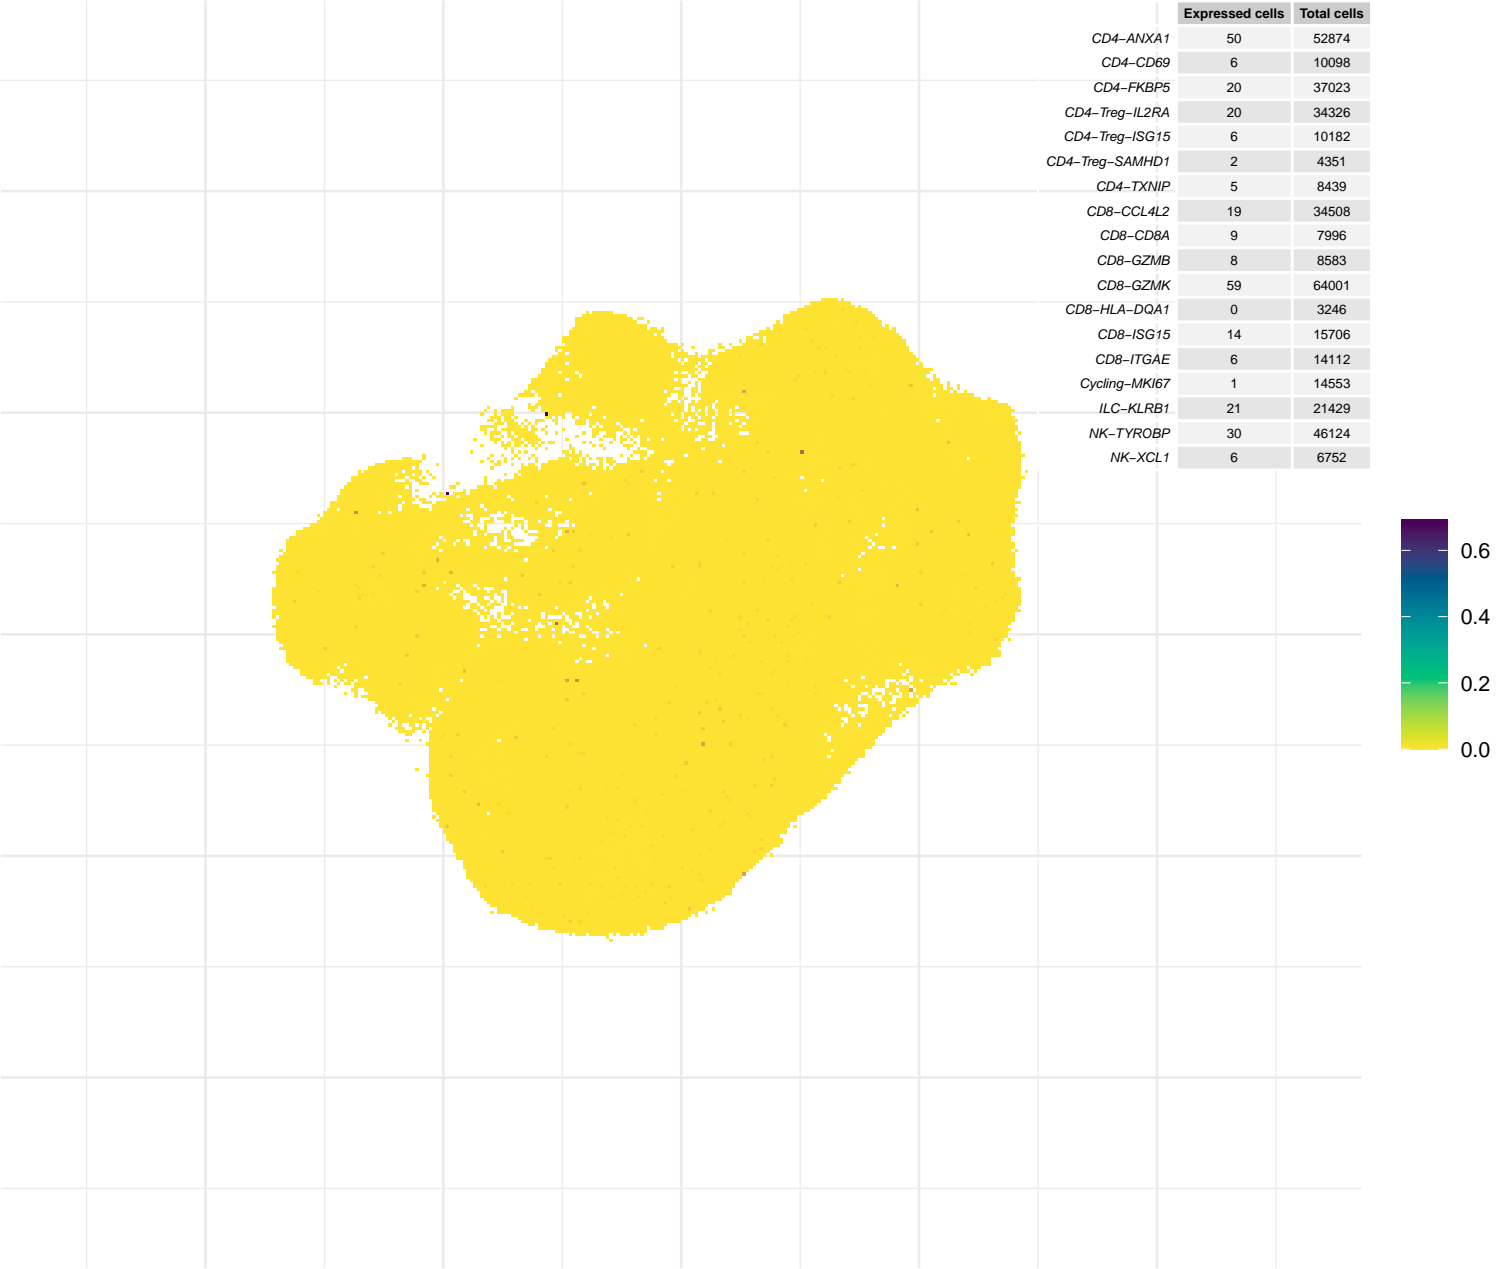 Expressed cells Total cells
CD4−ANXA1 50 52874
CD4−CD69 6 10098
CD4−FKBP5 20 37023
CD4−Treg−IL2RA 20 34326
CD4−Treg−ISG15 6 10182
CD4−Treg−SAMHD1 2 4351
CD4−TXNIP 5 8439
CD8−CCL4L2 19 34508
CD8−CD8A 9 7996
CD8−GZMB 8 8583
CD8−GZMK 59 64001
CD8−HLA−DQA1 0 3246
CD8−ISG15 14 15706
CD8−ITGAE 6 14112
Cycling−MKI67 1 14553
ILC−KLRB1 21 21429
NK−TYROBP 30 46124
NK−XCL1 6 6752
0.6
0.4
0.2
0.0